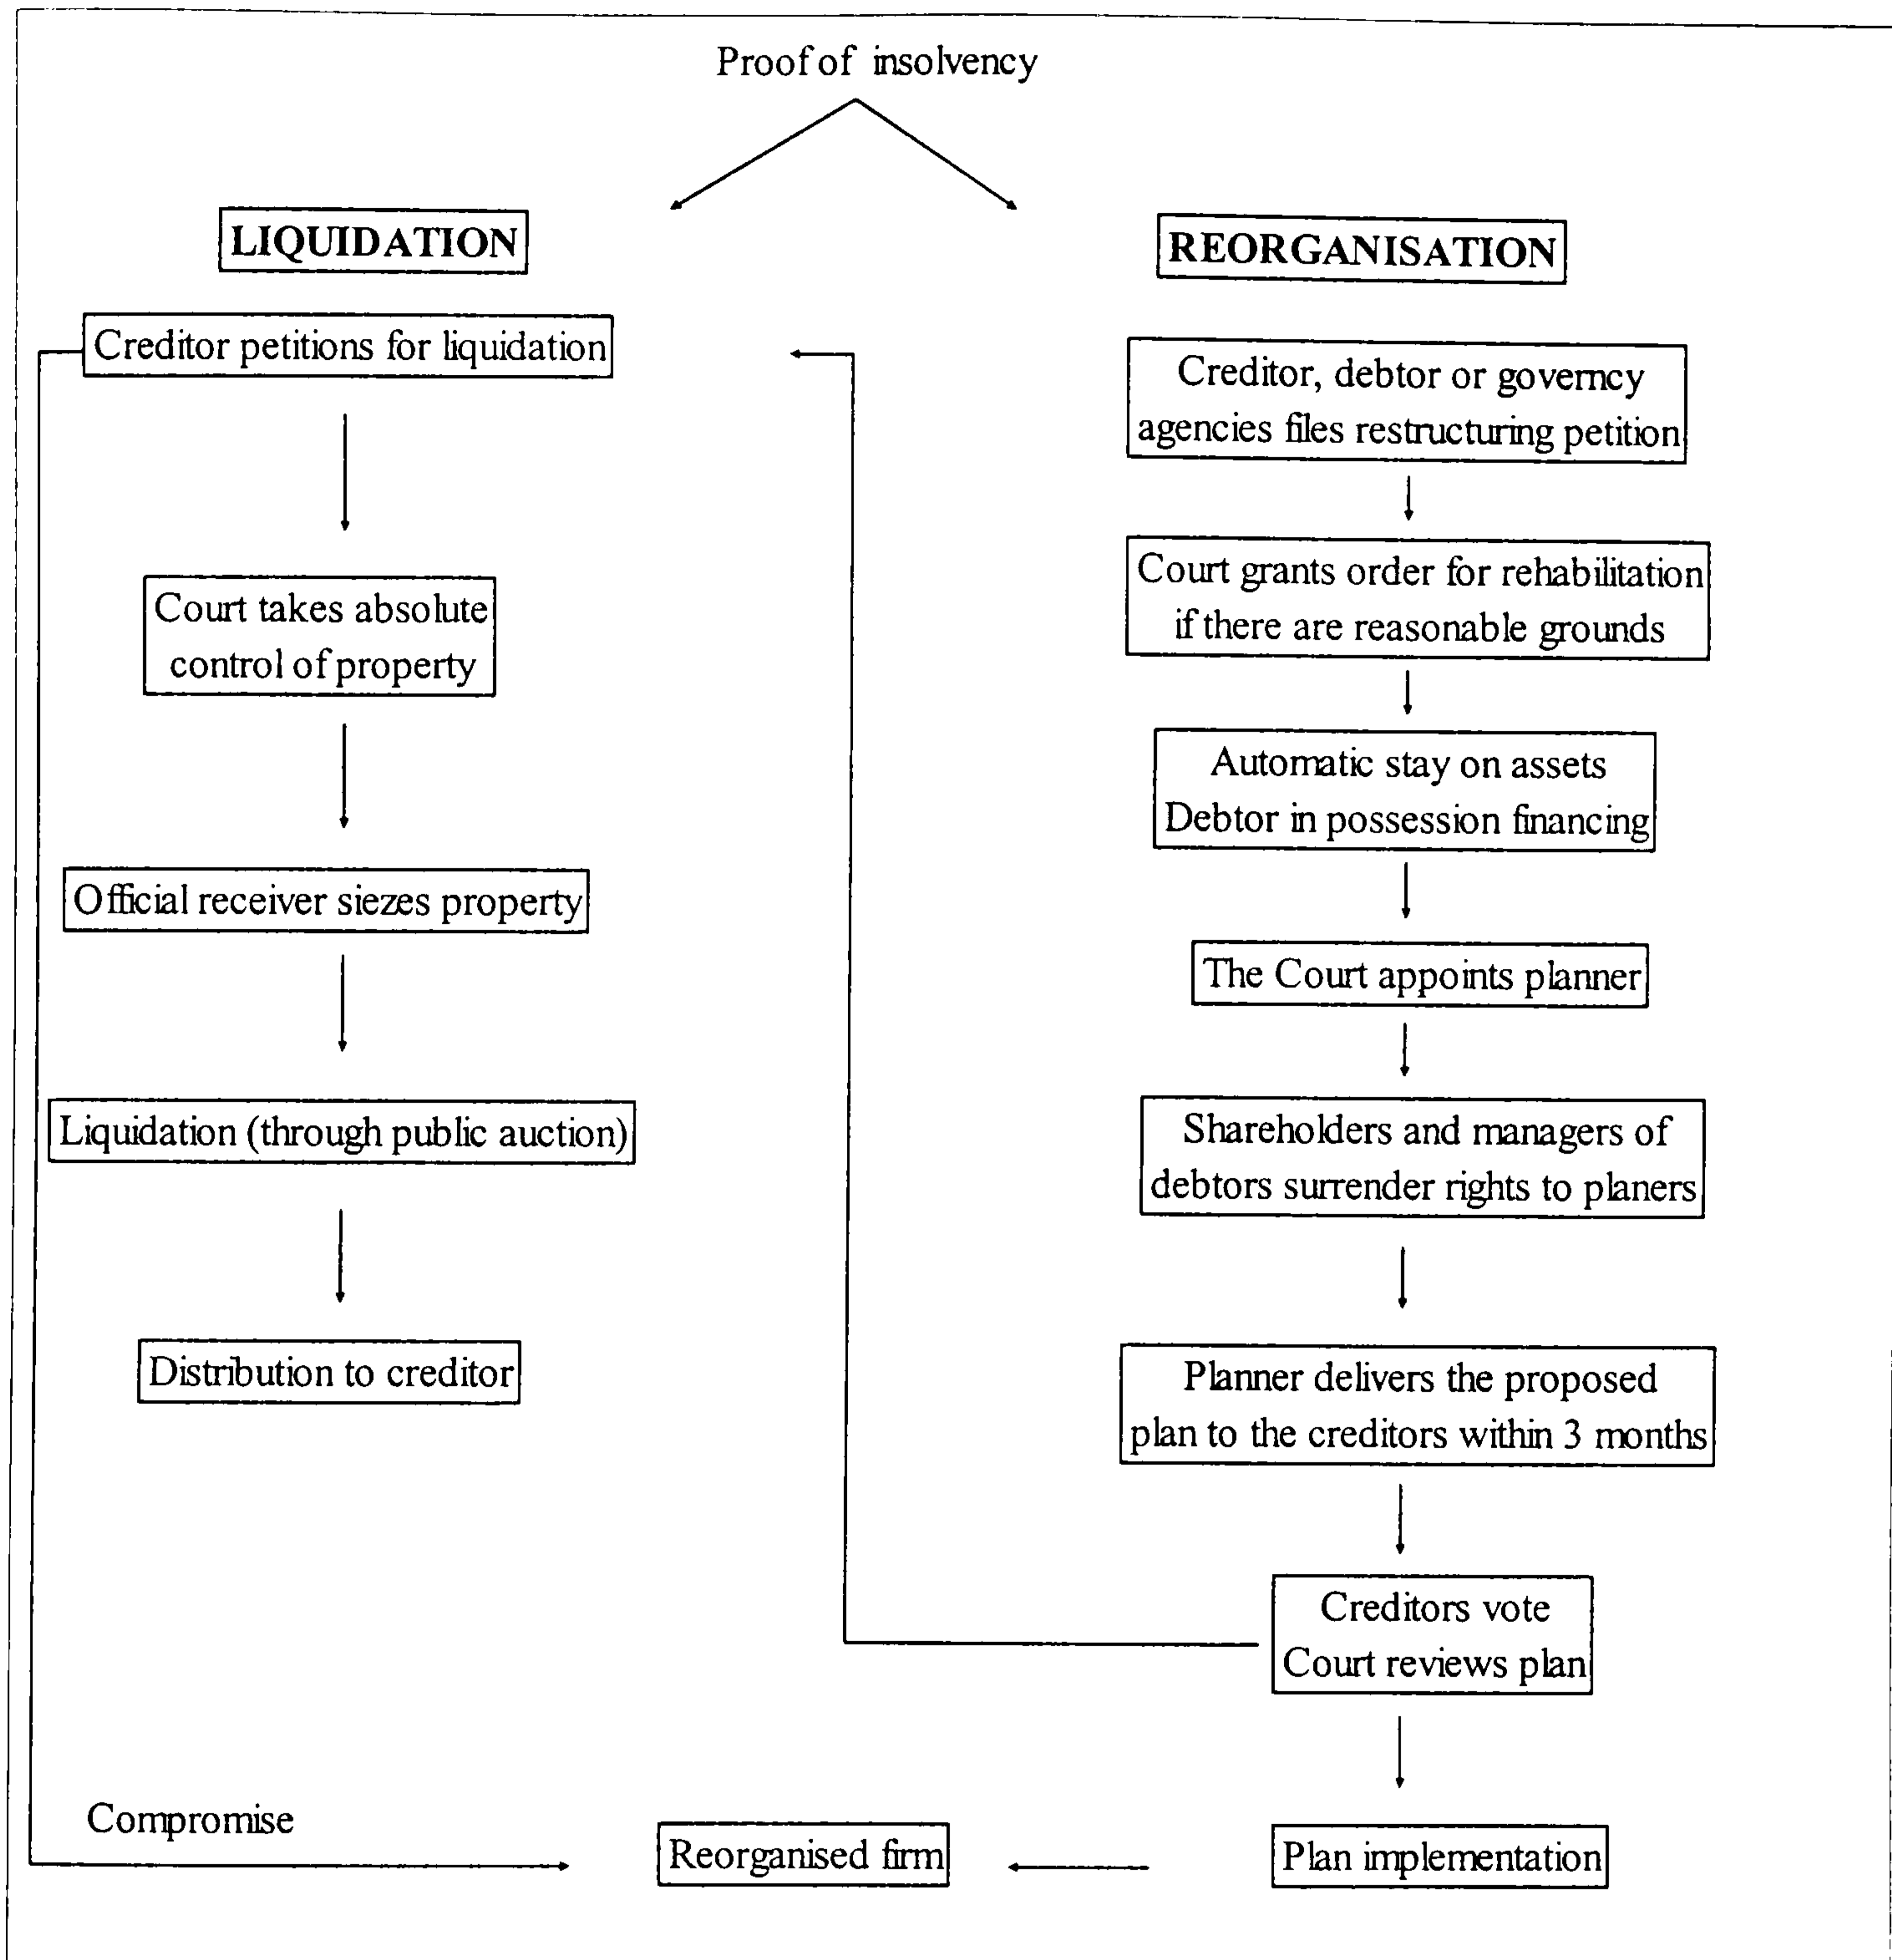 Proof of insolvency
LIQUIDATION
Creditor petitions for liquidation
Court takes absolute
control of property
Official receiver siezes property
Liquidation (through public auction)
Distribution to creditor
Compromise
REORGANISATION
Creditor, debtor or governcy
agencies files restructuring petition
Court grants order for rehabilitation
if there are reasonable grounds
Automatic stay on assets
Debtor in possession financing
The Court appoints planner
Shareholders and managers of
debtors surrender rights to planers
Planner delivers the proposed
plan to the creditors within 3 months
Creditors vote
Court reviews plan
Plan implementation
Reorganised firm